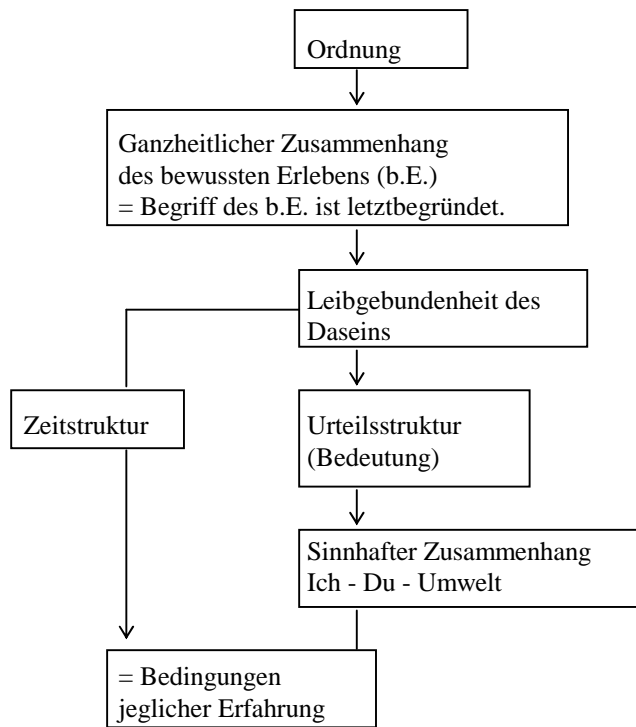 Ordnung
Ganzheitlicher Zusammenhang
des bewussten Erlebens (b.E.)
= Begriff des b.E. ist letztbegründet.
Leibgebundenheit des
Daseins
Zeitstruktur
Urteilsstruktur
(Bedeutung)
Sinnhafter Zusammenhang
Ich - Du - Umwelt
= Bedingungen
jeglicher Erfahrung